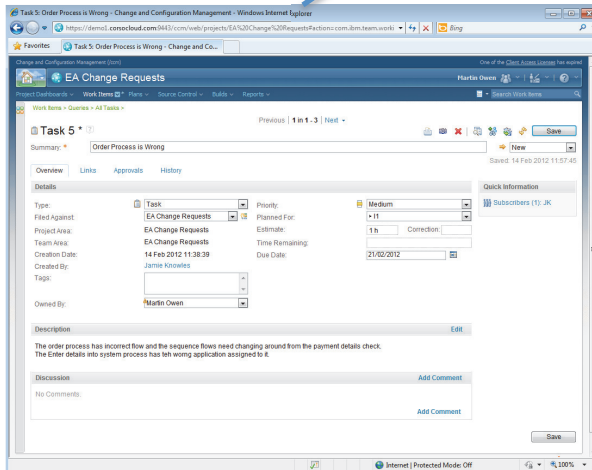 Task 5: Order Process is Wrong - Change and Configuration Management - Windows Internet Explorer
https://demo1.corsocloud.com:9443/ccm/web/projects/EA%20Change%20Requests#action=com.ibm.team.worki
Bing
Favorites Task 5: Order Process is Wrong - Change and Co...
Change and Configuration Management (/ccm) One of the Client Access Licenses has expired
EA Change Requests Martin Owen
Project Dashboards Work Items Plans Source Control Builds Reports Search Work Items
Work Items > Queries > All Tasks >
Previous | 1 in 1 - 3 | Next
Task 5 * Save
Summary: * Order Process is Wrong New
Saved: 14 Feb 2012 11:57:45
Overview Links Approvals History
Details Quick Information
Type: Task Priority: Medium Subscribers (1): JK
Filed Against: EA Change Requests Planned For: I1
Project Area: EA Change Requests Estimate: 1 h Correction:
Team Area: EA Change Requests Time Remaining:
Creation Date: 14 Feb 2012 11:38:39 Due Date: 21/02/2012
Created By: Jamie Knowles
Tags:
Owned By: Martin Owen
Description Edit
The order process has incorrect flow and the sequence flows need changing around from the payment details check.
The Enter details into system process has teh worng application assigned to it.
Discussion Add Comment
No Comments.
Add Comment
Save
Internet | Protected Mode: Off 100%